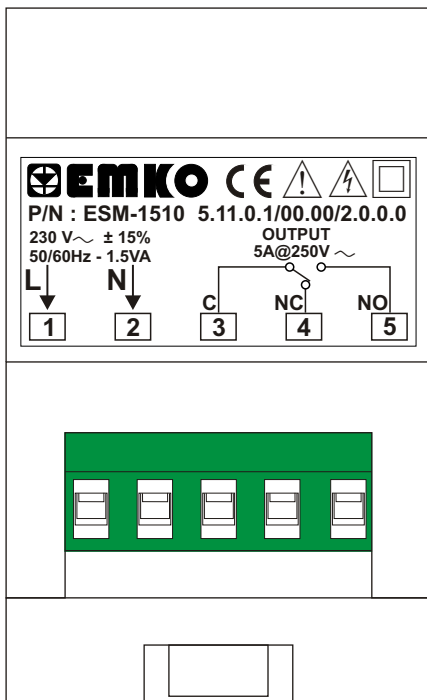 EMKO CE
P/N : ESM-1510 5.11.0.1/00.00/2.0.0.0
230 V~ ± 15%
50/60Hz - 1.5VA
OUTPUT
5A@250V ~
L N C NC NO
1 2 3 4 5